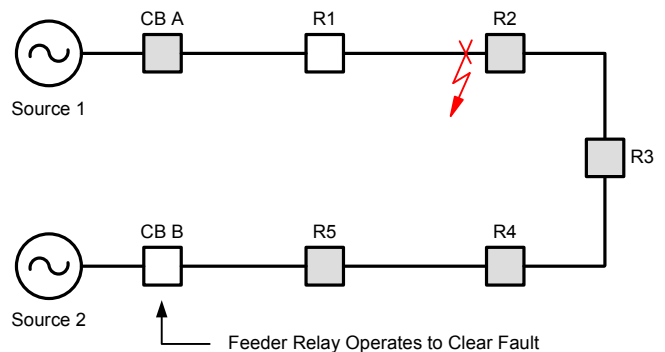 CB A
R1
R2
Source 1
R3
CB B
R5
R4
Source 2
Feeder Relay Operates to Clear Fault